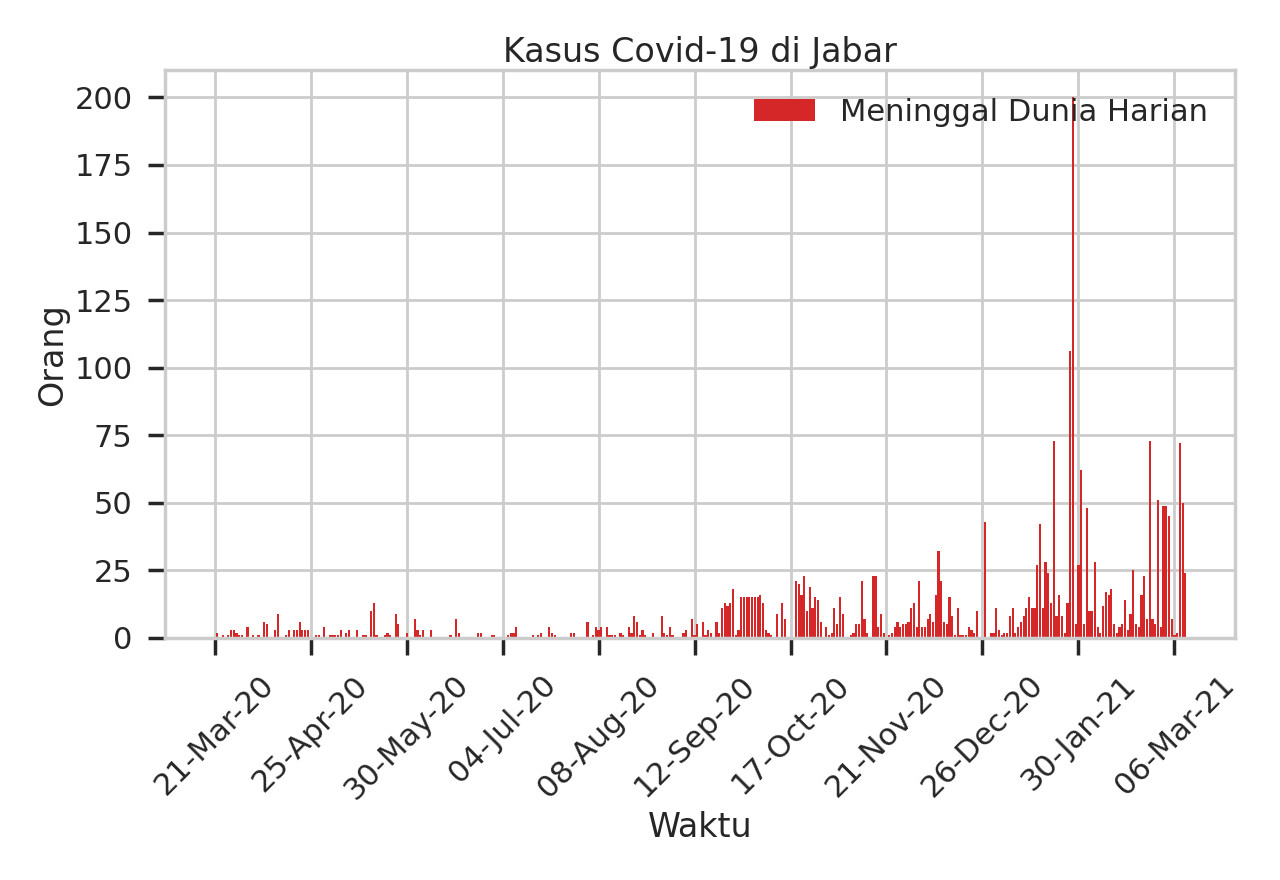 Kasus Covid-19 di Jabar
Meninggal Dunia Harian
200
175
150
125
100
75
50
25
0
Orang
21-Mar-20
25-Apr-20
30-May-20
04-Jul-20
08-Aug-20
12-Sep-20
17-Oct-20
21-Nov-20
26-Dec-20
30-Jan-21
06-Mar-21
Waktu